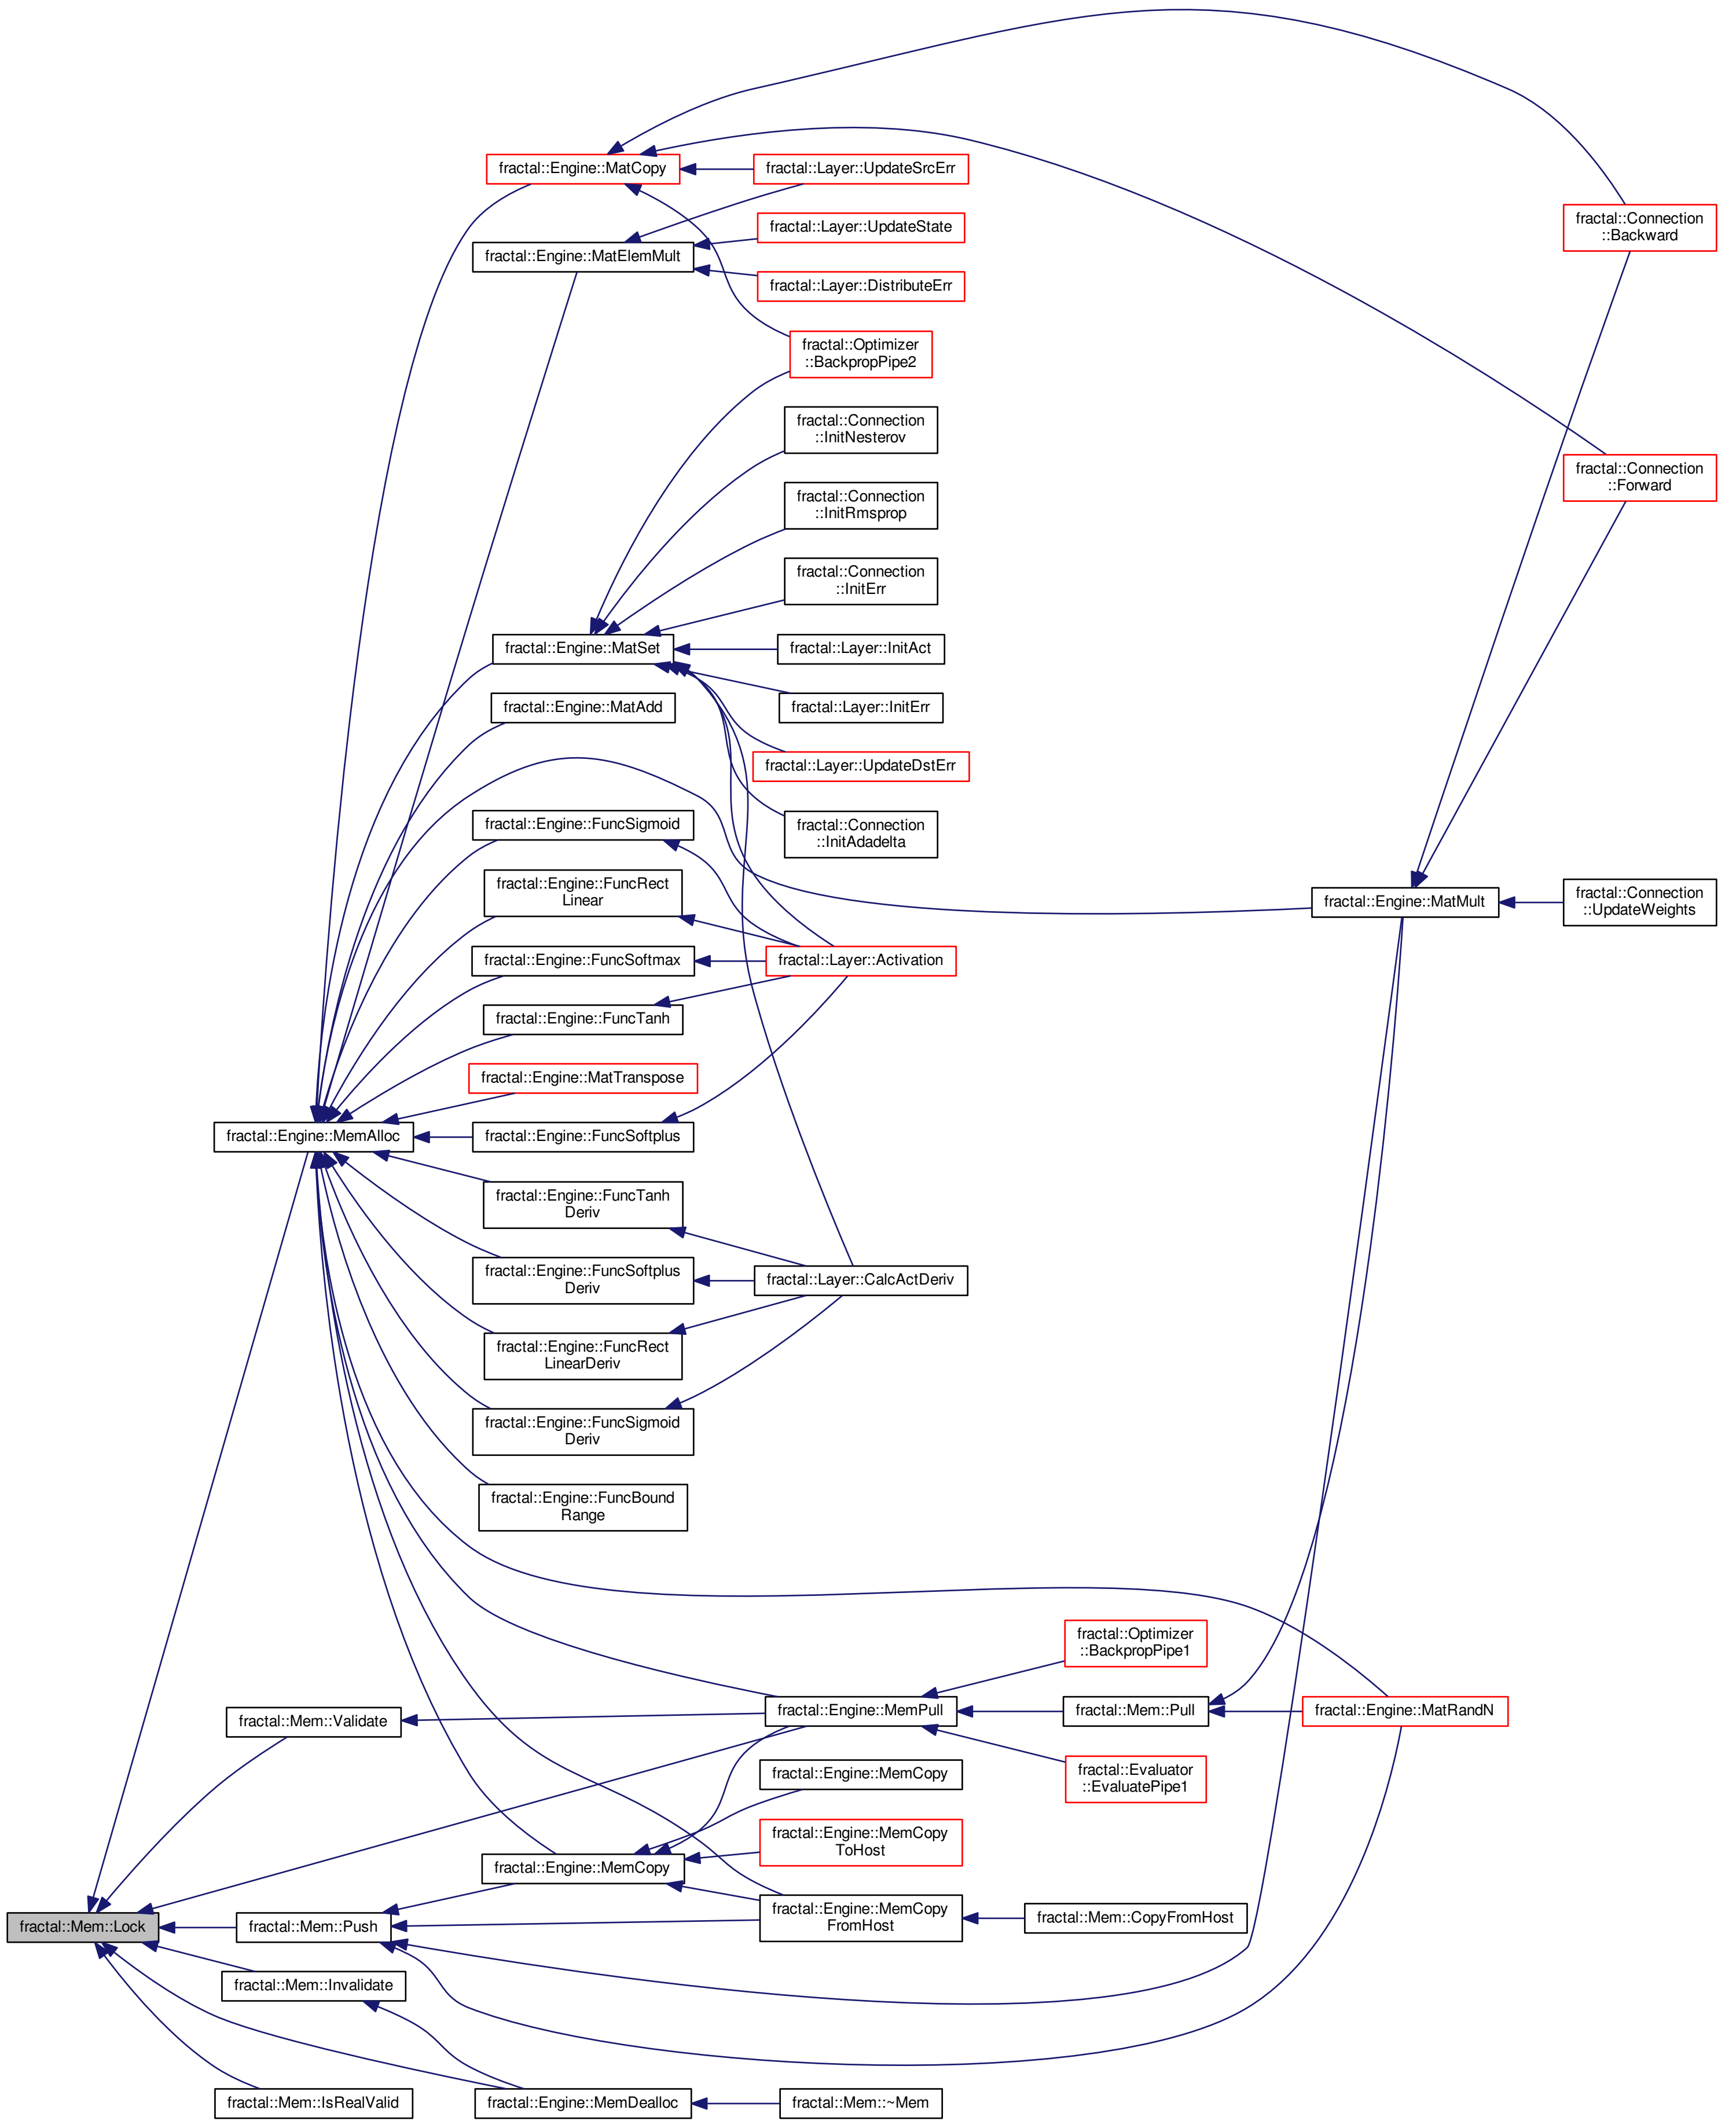 fractal::Engine::MatCopy
fractal::Layer::UpdateSrcErr
fractal::Connection
::Backward
fractal::Layer::UpdateState
fractal::Engine::MatElemMult
fractal::Layer::DistributeErr
fractal::Optimizer
::BackpropPipe2
fractal::Connection
::InitNesterov
fractal::Connection
::Forward
fractal::Connection
::InitRmsprop
fractal::Connection
::InitErr
fractal::Engine::MatSet
fractal::Layer::InitAct
fractal::Engine::MatAdd
fractal::Layer::InitErr
fractal::Layer::UpdateDstErr
fractal::Engine::FuncSigmoid
fractal::Connection
::InitAdadelta
fractal::Engine::FuncRect
Linear
fractal::Engine::MatMult
fractal::Connection
::UpdateWeights
fractal::Engine::FuncSoftmax
fractal::Layer::Activation
fractal::Engine::FuncTanh
fractal::Engine::MatTranspose
fractal::Engine::MemAlloc
fractal::Engine::FuncSoftplus
fractal::Engine::FuncTanh
Deriv
fractal::Engine::FuncSoftplus
Deriv
fractal::Layer::CalcActDeriv
fractal::Engine::FuncRect
LinearDeriv
fractal::Engine::FuncSigmoid
Deriv
fractal::Engine::FuncBound
Range
fractal::Optimizer
::BackpropPipe1
fractal::Mem::Validate
fractal::Engine::MemPull
fractal::Mem::Pull
fractal::Engine::MatRandN
fractal::Engine::MemCopy
fractal::Evaluator
::EvaluatePipe1
fractal::Engine::MemCopy
ToHost
fractal::Engine::MemCopy
fractal::Mem::Lock
fractal::Mem::Push
fractal::Engine::MemCopy
FromHost
fractal::Mem::CopyFromHost
fractal::Mem::Invalidate
fractal::Mem::IsRealValid
fractal::Engine::MemDealloc
fractal::Mem::~Mem